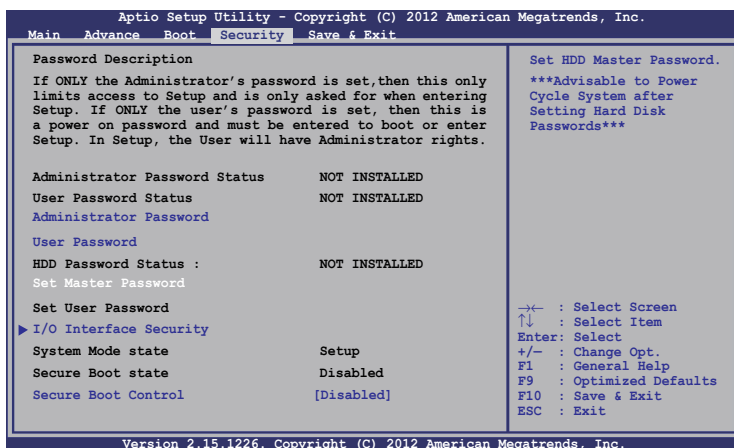 Aptio Setup Utility - Copyright (C) 2012 American Megatrends, Inc.
Main Advance Boot Security Save & Exit
Password Description
If ONLY the Administrator's password is set,then this only
limits access to Setup and is only asked for when entering
Setup. If ONLY the user's password is set, then this is
a power on password and must be entered to boot or enter
Setup. In Setup, the User will have Administrator rights.
Administrator Password Status NOT INSTALLED
User Password Status NOT INSTALLED
Administrator Password
User Password
HDD Password Status : NOT INSTALLED
Set Master Password
Set User Password
I/O Interface Security
System Mode state Setup
Secure Boot state Disabled
Secure Boot Control [Disabled]
Set HDD Master Password.
***Advisable to Power
Cycle System after
Setting Hard Disk
Passwords***
→← : Select Screen
↑↓ : Select Item
Enter: Select
+/— : Change Opt.
F1 : General Help
F9 : Optimized Defaults
F10 : Save & Exit
ESC : Exit
Version 2.15.1226. Copyright (C) 2012 American Megatrends, Inc.